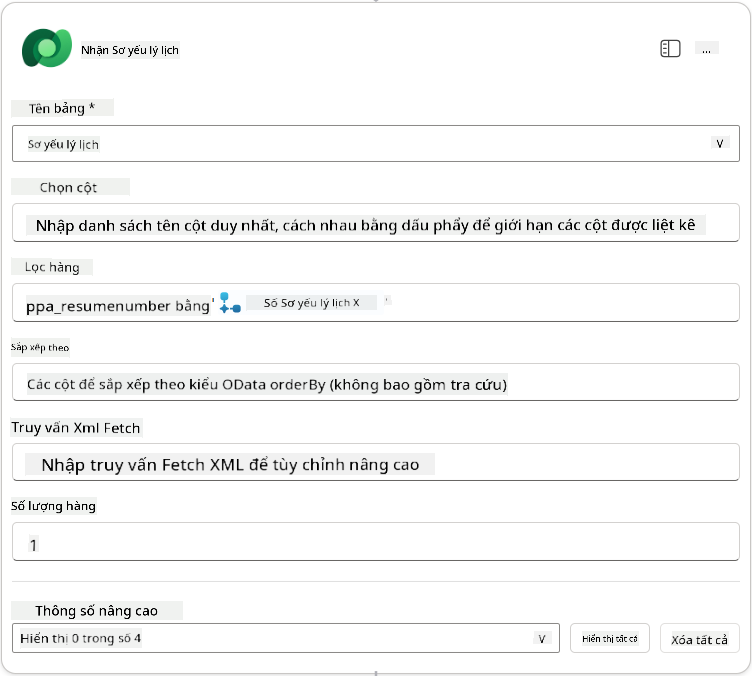 Nhận Sơ yếu lý lịch ...
Tên bảng *
Sơ yếu lý lịch V
Chọn cột
Nhập danh sách tên cột duy nhất, cách nhau bằng dấu phẩy để giới hạn các cột được liệt kê
Lọc hàng
ppa_resumenumber bằng ' Số Sơ yếu lý lịch X '
Sắp xếp theo
Các cột để sắp xếp theo kiểu OData orderBy (không bao gồm tra cứu)
Truy vấn Xml Fetch
Nhập truy vấn Fetch XML để tùy chỉnh nâng cao
Số lượng hàng
1
Thông số nâng cao
Hiển thị 0 trong số 4 V Hiển thị tất cả Xóa tất cả